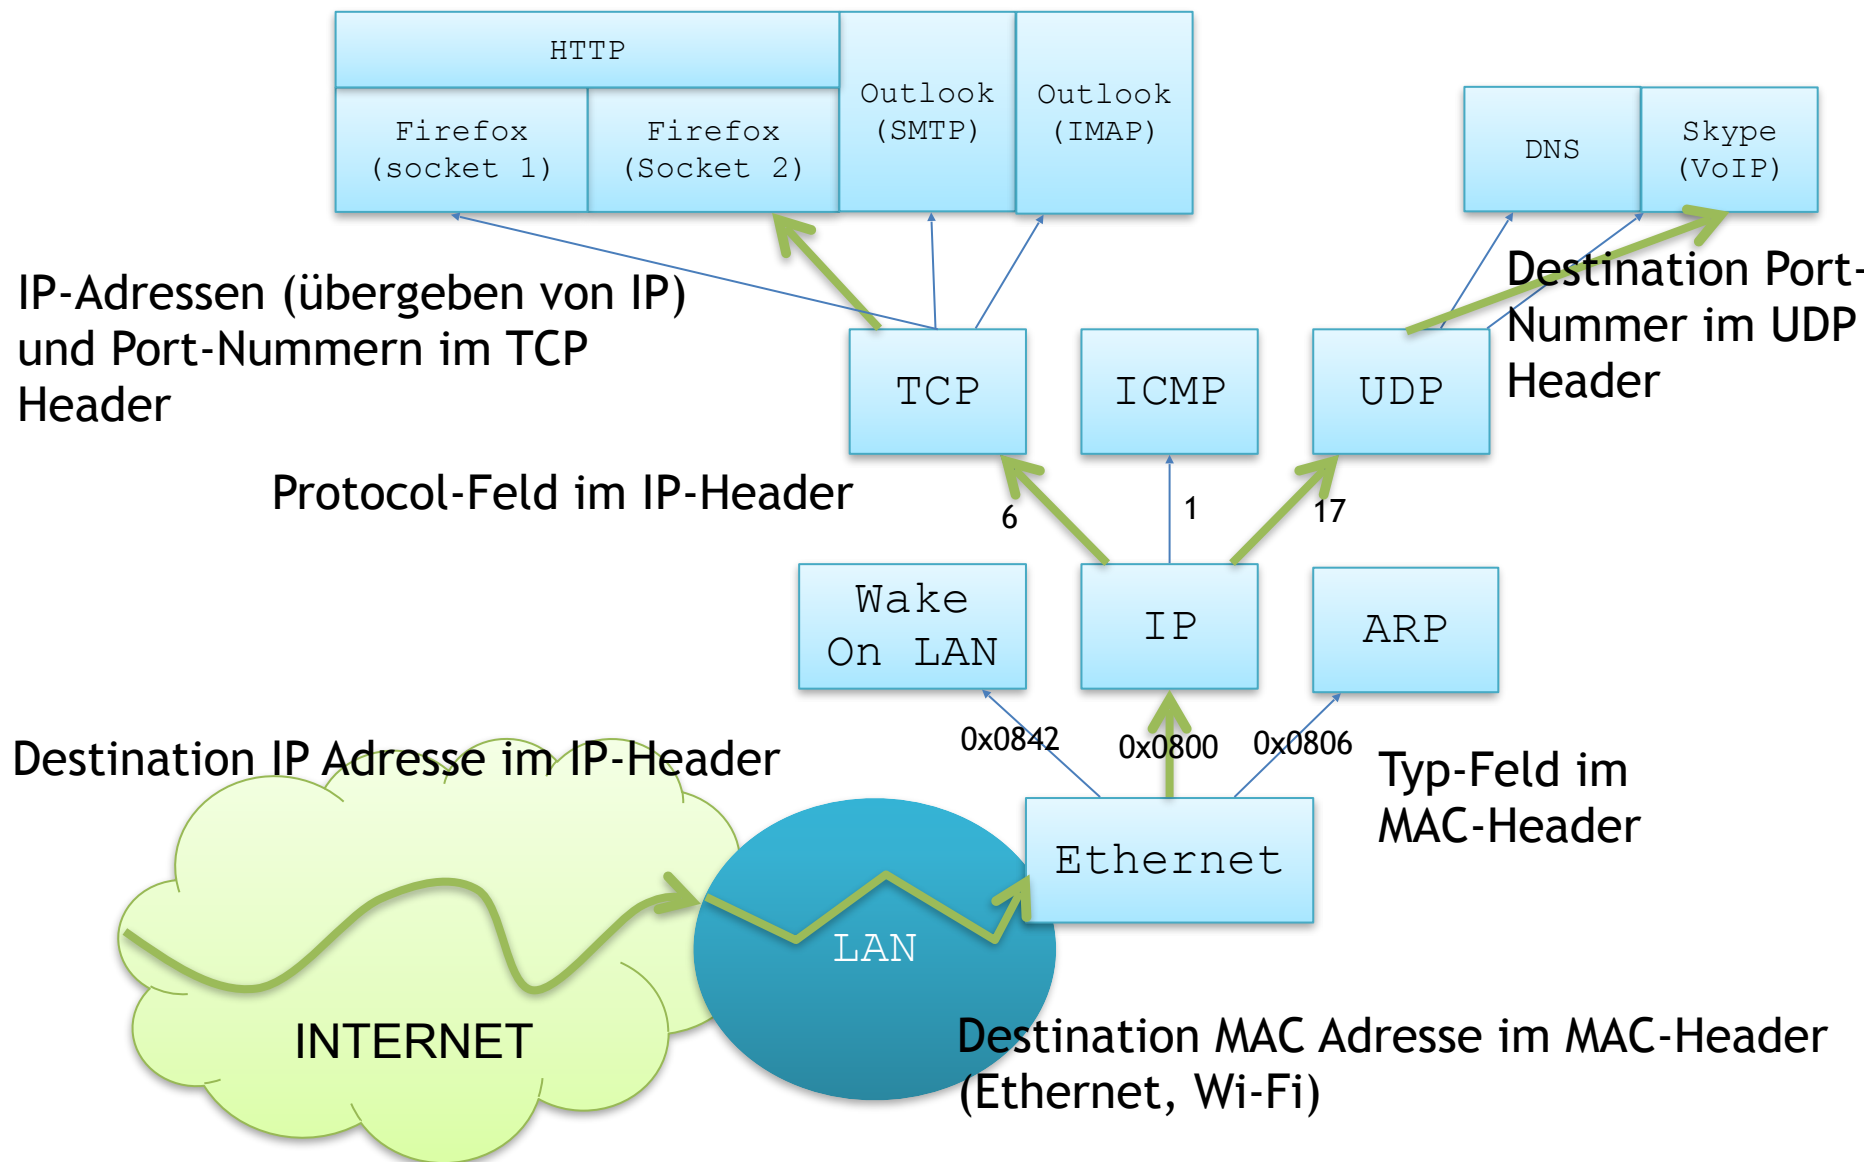 HTTP
Firefox
(socket 1)
Firefox
(Socket 2)
Outlook
(SMTP)
Outlook
(IMAP)
DNS
Skype
(VoIP)
IP-Adressen (übergeben von IP)
und Port-Nummern im TCP
Header
Destination Port-
Nummer im UDP
Header
TCP
ICMP
UDP
Protocol-Feld im IP-Header
6
1
17
Wake
On LAN
IP
ARP
Destination IP Adresse im IP-Header
0x0842
0x0800
0x0806
Typ-Feld im
MAC-Header
Ethernet
LAN
INTERNET
Destination MAC Adresse im MAC-Header
(Ethernet, Wi-Fi)